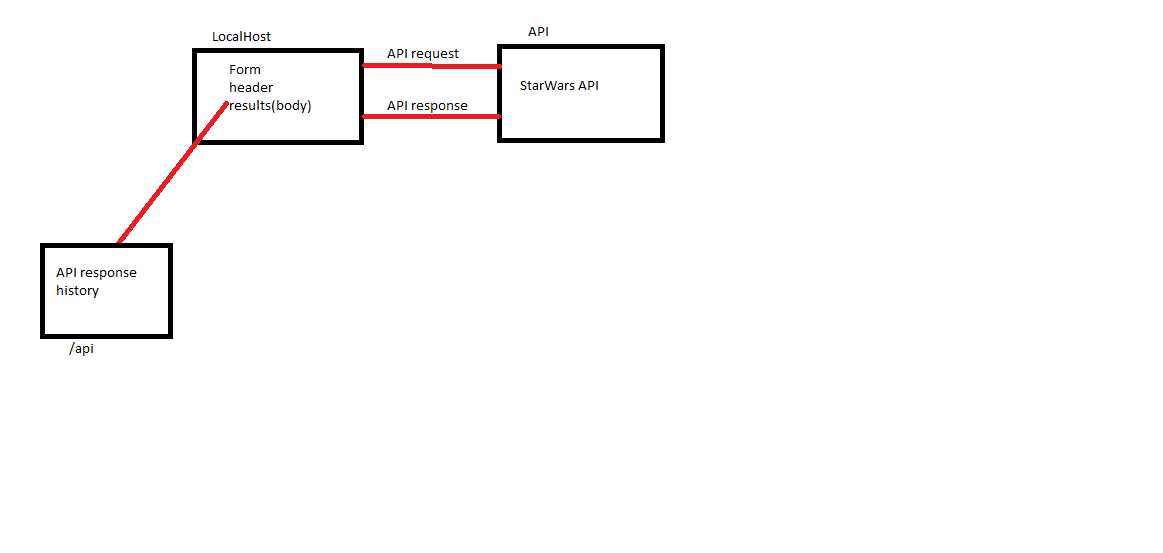 LocalHost
API
API request
Form
header
results(body)
StarWars API
API response
API response
history
/api